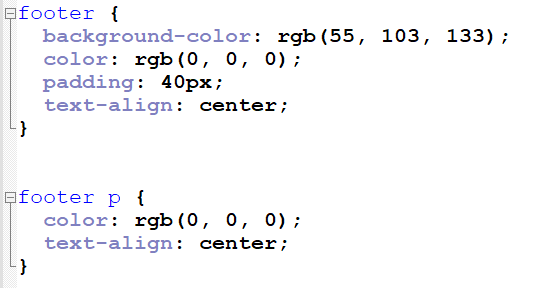 footer {
background-color: rgb(55, 103, 133);
color: rgb(0, 0, 0);
padding: 40px;
text-align: center;
}
footer p {
color: rgb(0, 0, 0);
text-align: center;
}